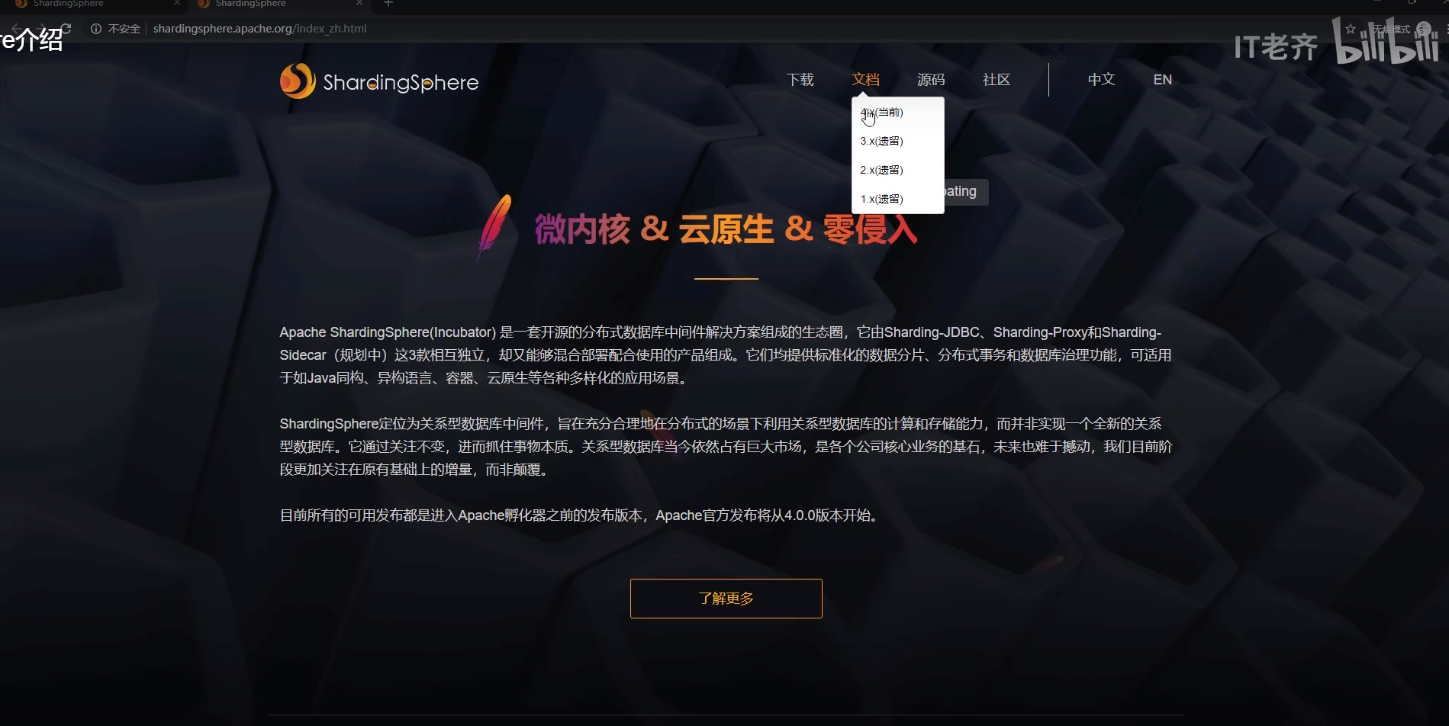 ShardingSphere
ShardingSphere
不安全
shardingsphere.apache.org/index_zh.html
re介绍
IT老齐
bilibili
ShardingSphere
下载
文档
源码
社区
中文
EN
4.x(当前)
3.x(遗留)
2.x(遗留)
1.x(遗留)
微内核 & 云原生 & 零侵入
Apache ShardingSphere(Incubator) 是一套开源的分布式数据库中间件解决方案组成的生态圈，它由Sharding-JDBC、Sharding-Proxy和Sharding-
Sidecar（规划中）这3款相互独立，却又能够混合部署配合使用的产品组成。它们均提供标准化的数据分片、分布式事务和数据库治理功能，可适用
于如Java同构、异构语言、容器、云原生等各种多样化的应用场景。
ShardingSphere定位为关系型数据库中间件，旨在充分合理地在分布式的场景下利用关系型数据库的计算和存储能力，而并非实现一个全新的关系
型数据库。它通过关注不变，进而抓住事物本质。关系型数据库当今依然占有巨大市场，是各个公司核心业务的基石，未来也难于撼动，我们目前阶
段更加关注在原有基础上的增量，而非颠覆。
目前所有的可用发布都是进入Apache孵化器之前的发布版本，Apache官方发布将从4.0.0版本开始。
了解更多